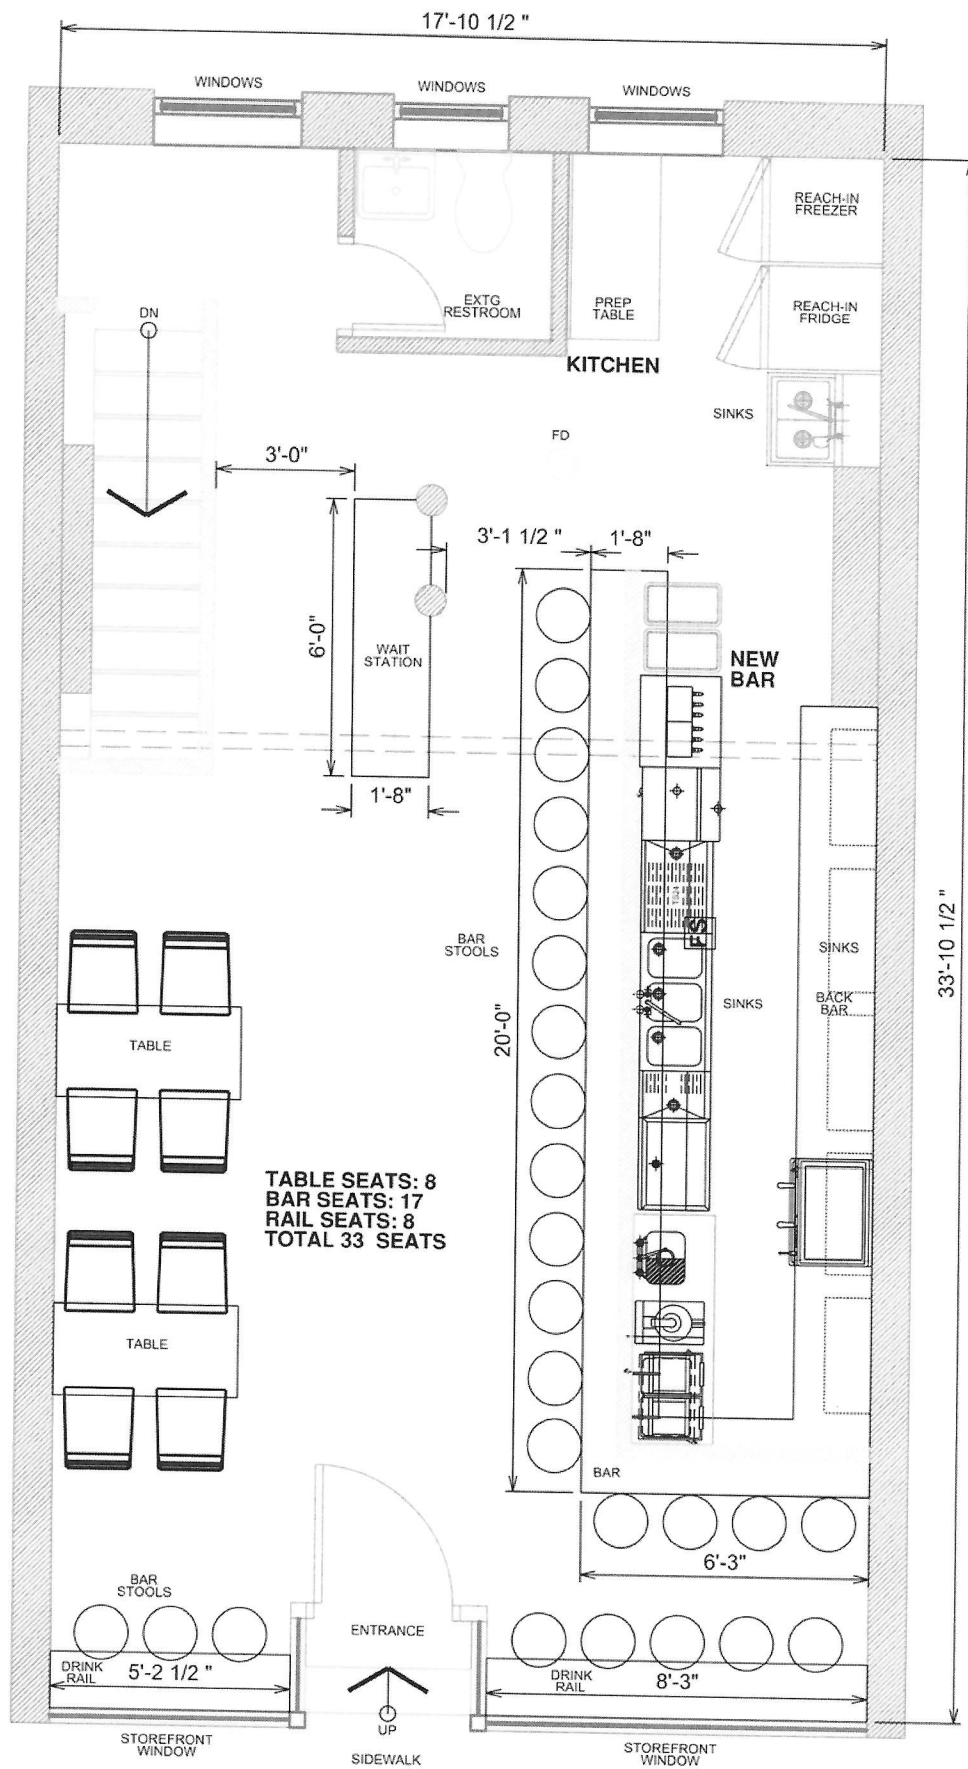 17'-10 1/2 "
WINDOWS
WINDOWS
WINDOWS
REACH-IN
FREEZER
EXTG
RESTROOM
PREP
TABLE
REACH-IN
FRIDGE
DN
KITCHEN
SINKS
FD
3'-0"
3'-1 1/2 "
1'-8"
6'-0"
WAIT
STATION
NEW
BAR
1'-8"
TS24
FS
BAR
STOOLS
SINKS
SINKS
BACK
BAR
33'-10 1/2 "
20'-0"
TABLE
TABLE SEATS: 8
BAR SEATS: 17
RAIL SEATS: 8
TOTAL 33 SEATS
TABLE
BAR
6'-3"
BAR
STOOLS
ENTRANCE
DRINK
RAIL
5'-2 1/2 "
DRINK
RAIL
8'-3"
UP
STOREFRONT
WINDOW
SIDEWALK
STOREFRONT
WINDOW